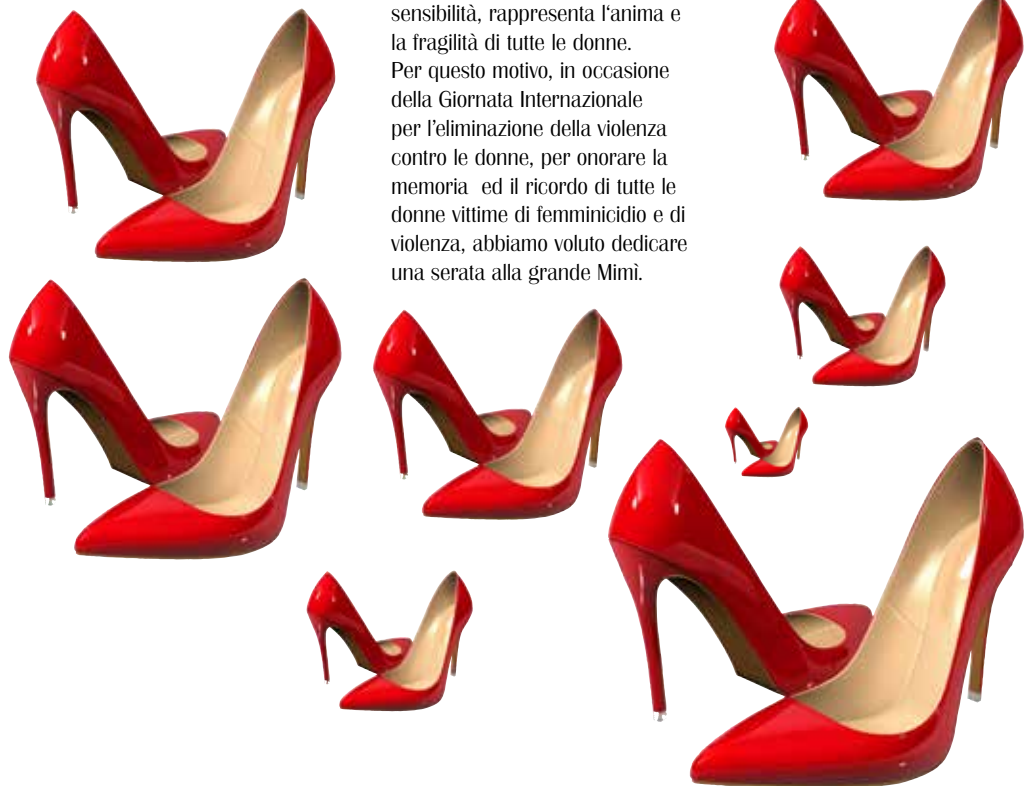 sensibilità, rappresenta l‘anima e
la fragilità di tutte le donne.
Per questo motivo, in occasione
della Giornata Internazionale
per l’eliminazione della violenza
contro le donne, per onorare la
memoria  ed il ricordo di tutte le
donne vittime di femminicidio e di
violenza, abbiamo voluto dedicare
una serata alla grande Mimì.